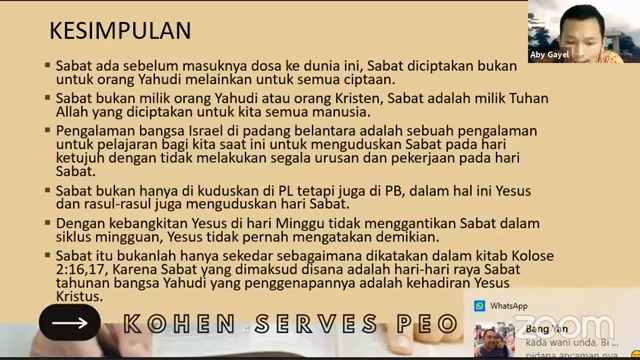 KESIMPULAN
Aby Gayel
Sabat ada sebelum masuknya dosa ke dunia ini, Sabat diciptakan bukan
untuk orang Yahudi melainkan untuk semua ciptaan.
Sabat bukan milik orang Yahudi atau orang Kristen, Sabat adalah milik Tuhan
Allah yang diciptakan untuk kita semua manusia.
Pengalaman bangsa Israel di padang belantara adalah sebuah pengalaman
untuk pelajaran bagi kita saat ini untuk menguduskan Sabat pada hari
ketujuh dengan tidak melakukan segala urusan dan pekerjaan pada hari
Sabat.
Sabat bukan hanya di kuduskan di PL tetapi juga di PB, dalam hal ini Yesus
dan rasul-rasul juga menguduskan hari Sabat.
Dengan kebangkitan Yesus di hari Minggu tidak menggantikan Sabat dalam
siklus mingguan, Yesus tidak pernah mengatakan demikian.
Sabat itu bukanlah hanya sekedar sebagaimana dikatakan dalam kitab Kolose
2:16,17, Karena Sabat yang dimaksud disana adalah hari-hari raya Sabat
tahunan bangsa Yahudi yang penggenapannya adalah kehadiran Yesus
Kristus.
KOHEN SERVES PEO
WhatsApp
zoom
Bang Yan
kada wani unda, Bi ...
pidana ancaman nya